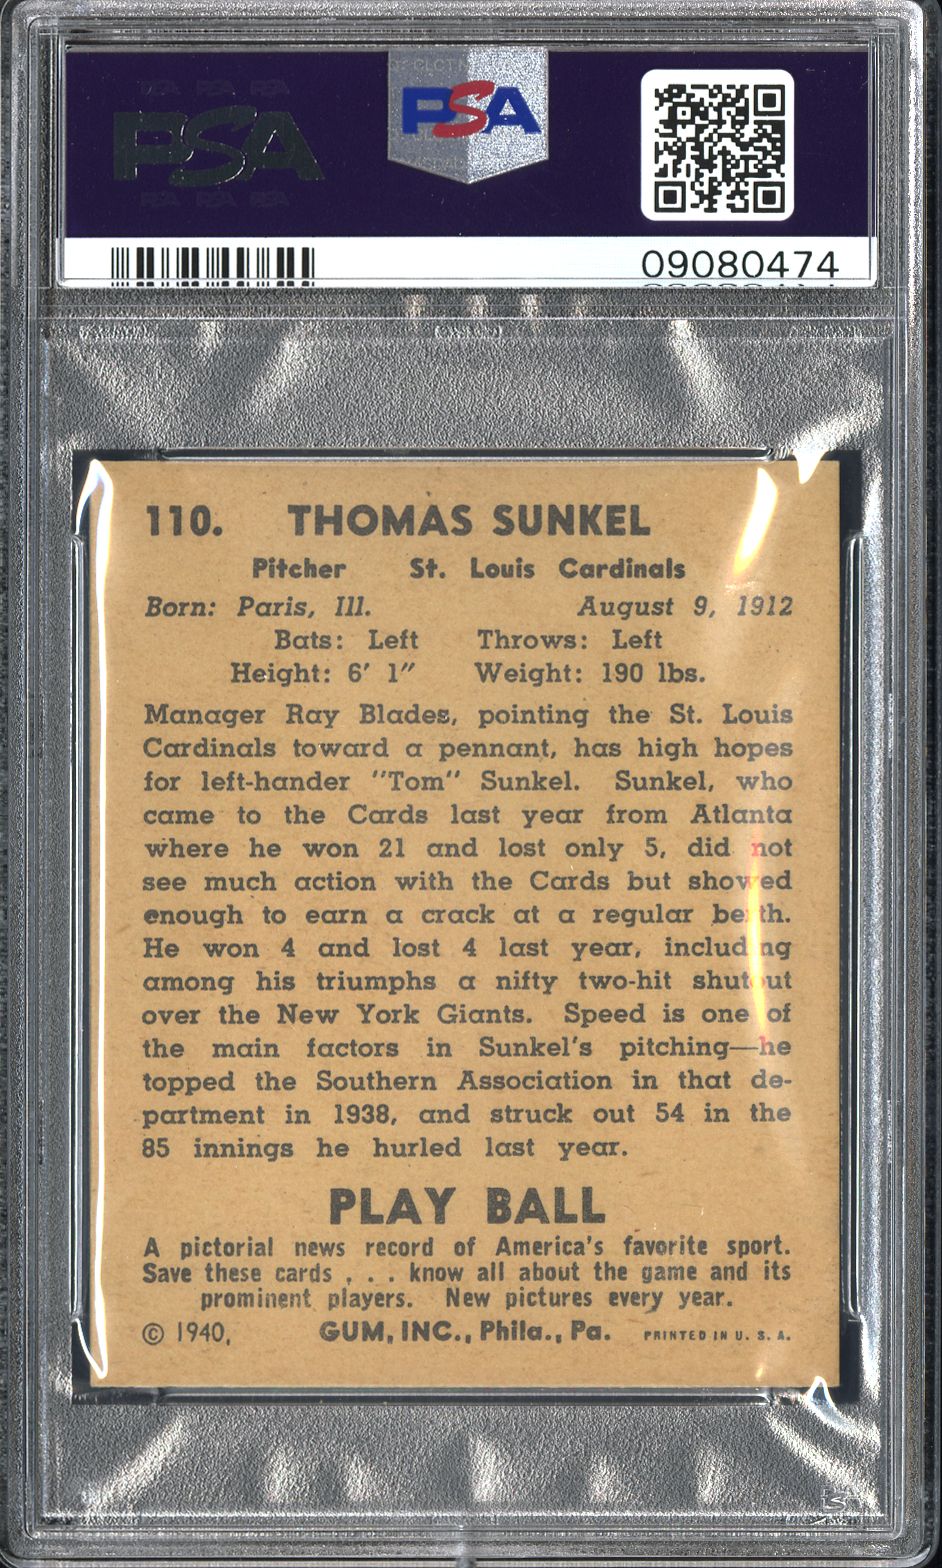 PSA
PSA
09080474
110. THOMAS SUNKEL
Pitcher St. Louis Cardinals
Born: Paris, Ill. August 9, 1912
Bats: Left Throws: Left
Height: 6' 1" Weight: 190 lbs.
Manager Ray Blades, pointing the St. Louis
Cardinals toward a pennant, has high hopes
for left-hander "Tom" Sunkel. Sunkel, who
came to the Cards last year from Atlanta
where he won 21 and lost only 5, did not
see much action with the Cards but showed
enough to earn a crack at a regular berth.
He won 4 and lost 4 last year, including
among his triumphs a nifty two-hit shutout
over the New York Giants. Speed is one of
the main factors in Sunkel's pitching—he
topped the Southern Association in that de-
partment in 1938, and struck out 54 in the
85 innings he hurled last year.
PLAY BALL
A pictorial news record of America's favorite sport.
Save these cards . . . know all about the game and its
prominent players. New pictures every year.
© 1940, GUM, INC., Phila., Pa. PRINTED IN U. S. A.